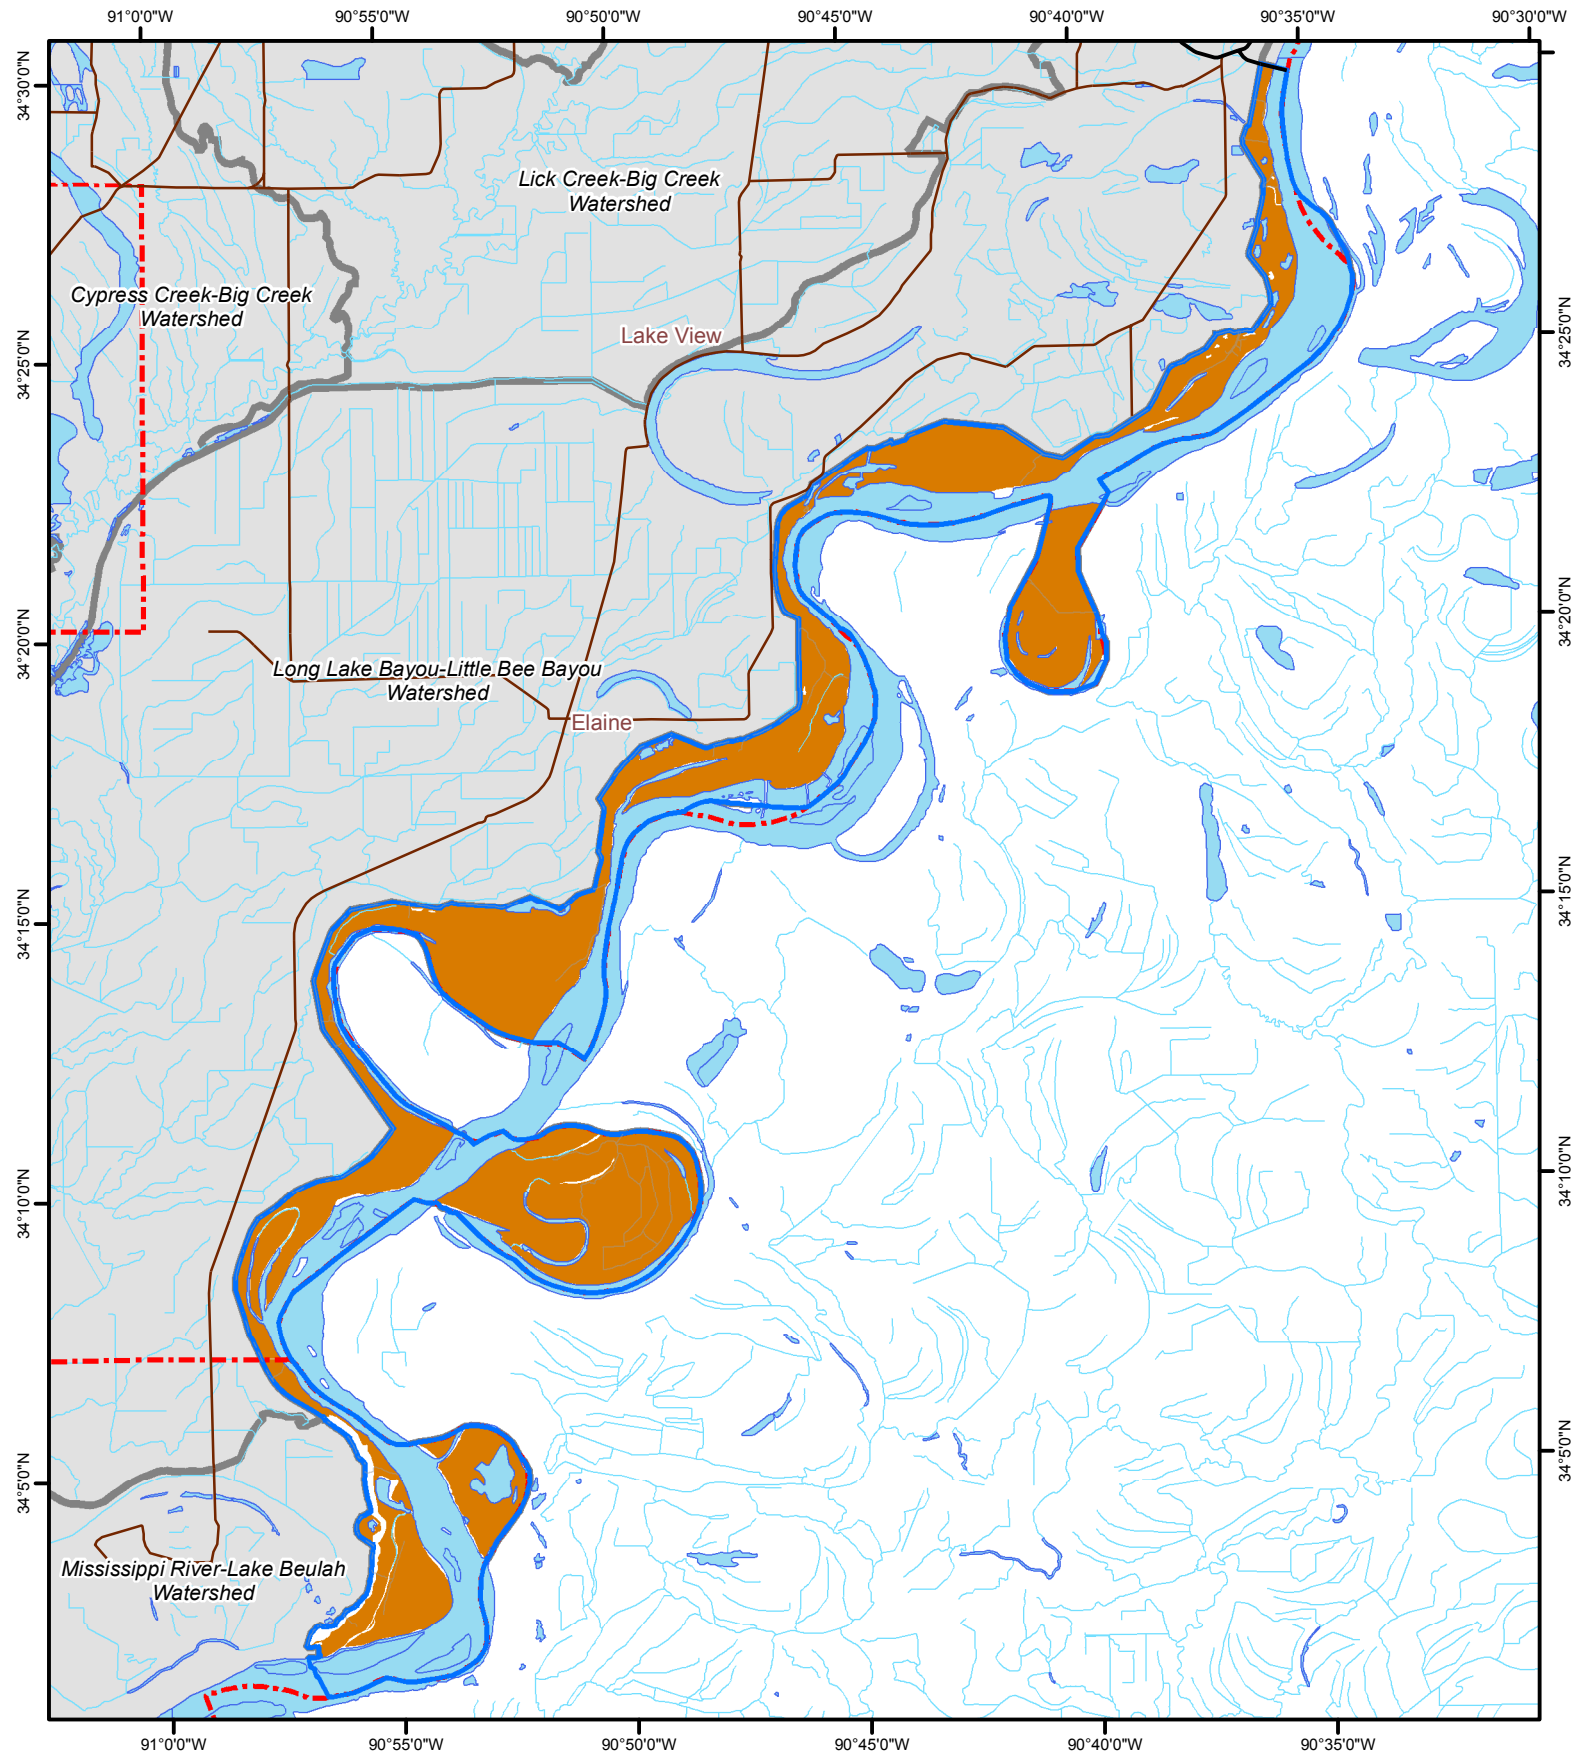 91°0'0"W 90°55'0"W 90°50'0"W 90°45'0"W 90°40'0"W 90°35'0"W 90°30'0"W
34°30'0"N
34°25'0"N
34°20'0"N
34°15'0"N
34°10'0"N
34°5'0"N
Lick Creek-Big Creek
Watershed
Cypress Creek-Big Creek
Watershed
Lake View
Long Lake Bayou-Little Bee Bayou
Watershed
Elaine
Mississippi River-Lake Beulah
Watershed
34°25'0"N
34°20'0"N
34°15'0"N
34°10'0"N
34°5'0"N
91°0'0"W 90°55'0"W 90°50'0"W 90°45'0"W 90°40'0"W 90°35'0"W